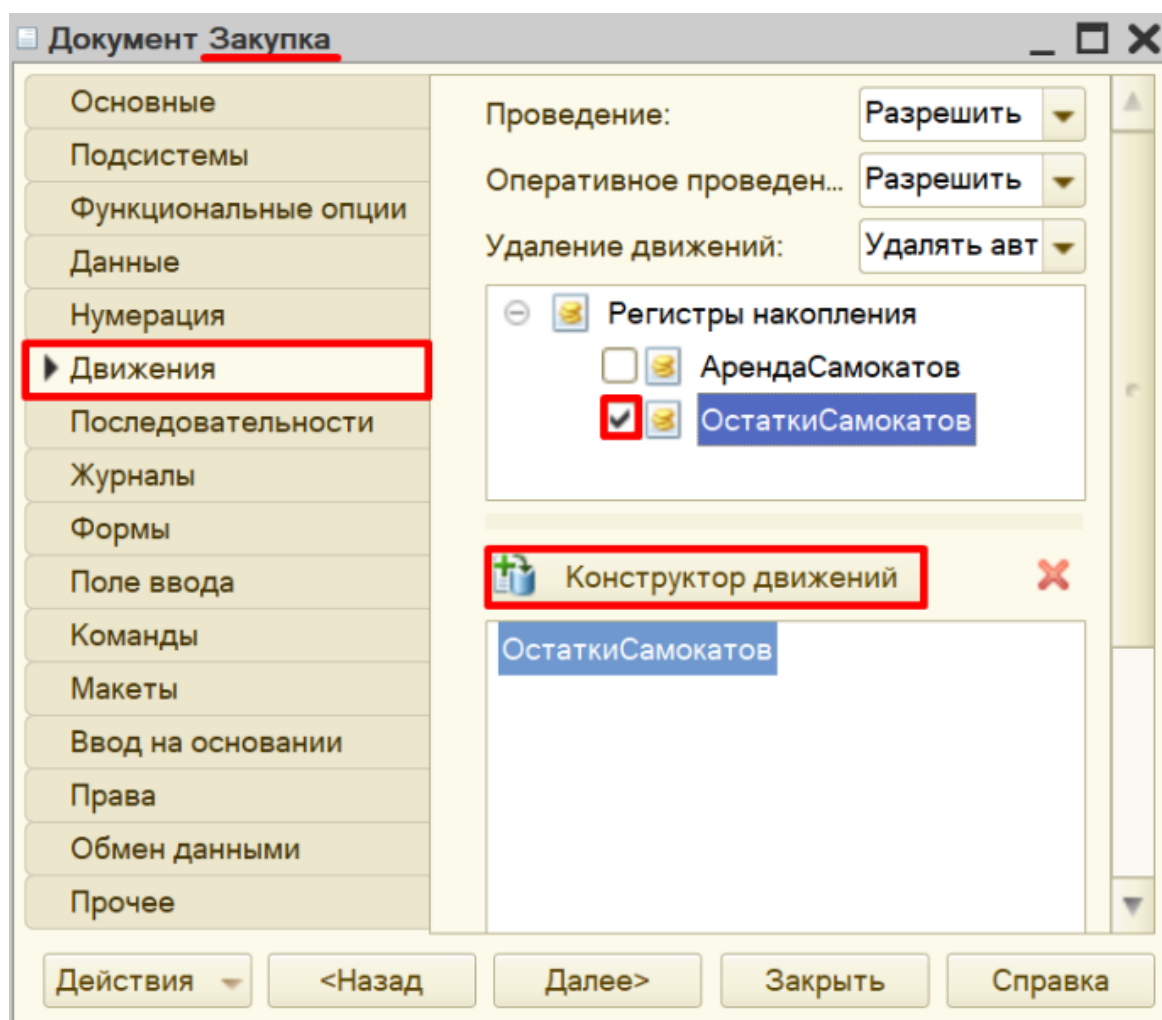 Документ Закупка
Основные
Подсистемы
Функциональные опции
Данные
Нумерация
Движения
Последовательности
Журналы
Формы
Поле ввода
Команды
Макеты
Ввод на основании
Права
Обмен данными
Прочее
Проведение: Разрешить
Оперативное проведен... Разрешить
Удаление движений: Удалять авт
Регистры накопления
АрендаСамокатов
ОстаткиСамокатов
Конструктор движений
ОстаткиСамокатов
Действия <Назад Далее> Закрыть Справка